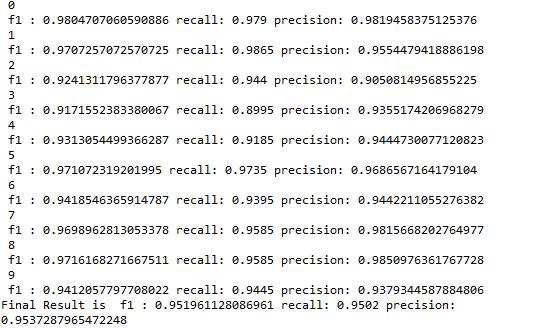 0
f1 : 0.9804707060590886 recall: 0.979 precision: 0.9819458375125376
1
f1 : 0.9707257072570725 recall: 0.9865 precision: 0.9554479418886198
2
f1 : 0.9241311796377877 recall: 0.944 precision: 0.9050814956855225
3
f1 : 0.9171552383380067 recall: 0.8995 precision: 0.9355174206968279
4
f1 : 0.9313054499366287 recall: 0.9185 precision: 0.9444730077120823
5
f1 : 0.971072319201995 recall: 0.9735 precision: 0.9686567164179104
6
f1 : 0.9418546365914787 recall: 0.9395 precision: 0.9442211055276382
7
f1 : 0.9698962813053378 recall: 0.9585 precision: 0.9815668202764977
8
f1 : 0.9716168271667511 recall: 0.9585 precision: 0.9850976361767728
9
f1 : 0.9412057797708022 recall: 0.9445 precision: 0.9379344587884806
Final Result is  f1 : 0.951961128086961 recall: 0.9502 precision:
0.9537287965472248